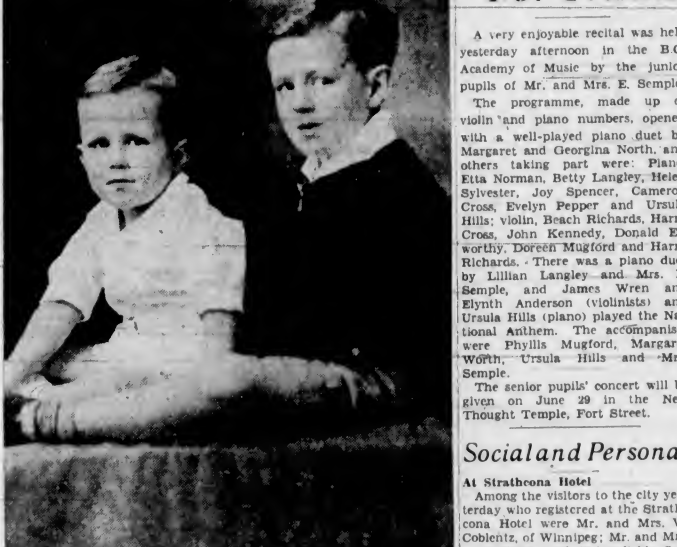 A very enjoyable recital was hel
yesterday afternoon in the B.C
Academy of Music by the junio
pupils of Mr. and Mrs. E. Semple
The programme, made up o
violin and piano numbers, opene
with a well-played piano duet b
Margaret and Georgina North, an
others taking part were: Piano
Etta Norman, Betty Langley, Hele
Sylvester, Joy Spencer, Camero
Cross, Evelyn Pepper and Ursul
Hills; violin, Beach Richards, Harr
Cross, John Kennedy, Donald E
worthy, Doreen Mugford and Harr
Richards. There was a piano due
by Lillian Langley and Mrs.
Semple, and James Wren an
Elynth Anderson (violinists) an
Ursula Hills (piano) played the Na
tional Anthem. The accompanis
were Phyllis Mugford, Margar
Worth, Ursula Hills and Mr
Semple.
The senior pupils' concert will b
given on June 29 in the Ne
Thought Temple, Fort Street.
Social and Persona
At Strathcona Hotel
Among the visitors to the city ye
terday who registered at the Strath
cona Hotel were Mr. and Mrs. V
Coblentz, of Winnipeg; Mr. and M